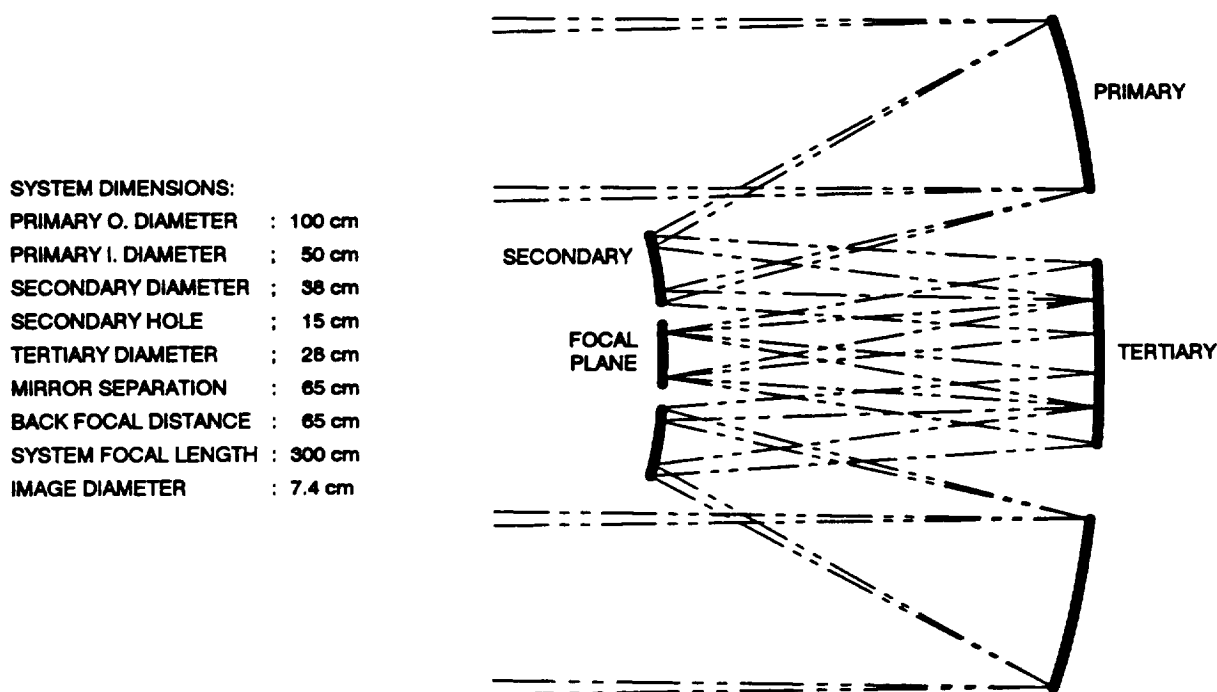 SYSTEM DIMENSIONS:
PRIMARY O. DIAMETER : 100 cm
PRIMARY I. DIAMETER ; 50 cm
SECONDARY DIAMETER ; 38 cm
SECONDARY HOLE ; 15 cm
TERTIARY DIAMETER ; 28 cm
MIRROR SEPARATION : 65 cm
BACK FOCAL DISTANCE : 65 cm
SYSTEM FOCAL LENGTH : 300 cm
IMAGE DIAMETER : 7.4 cm
PRIMARY
SECONDARY
FOCAL
PLANE
TERTIARY